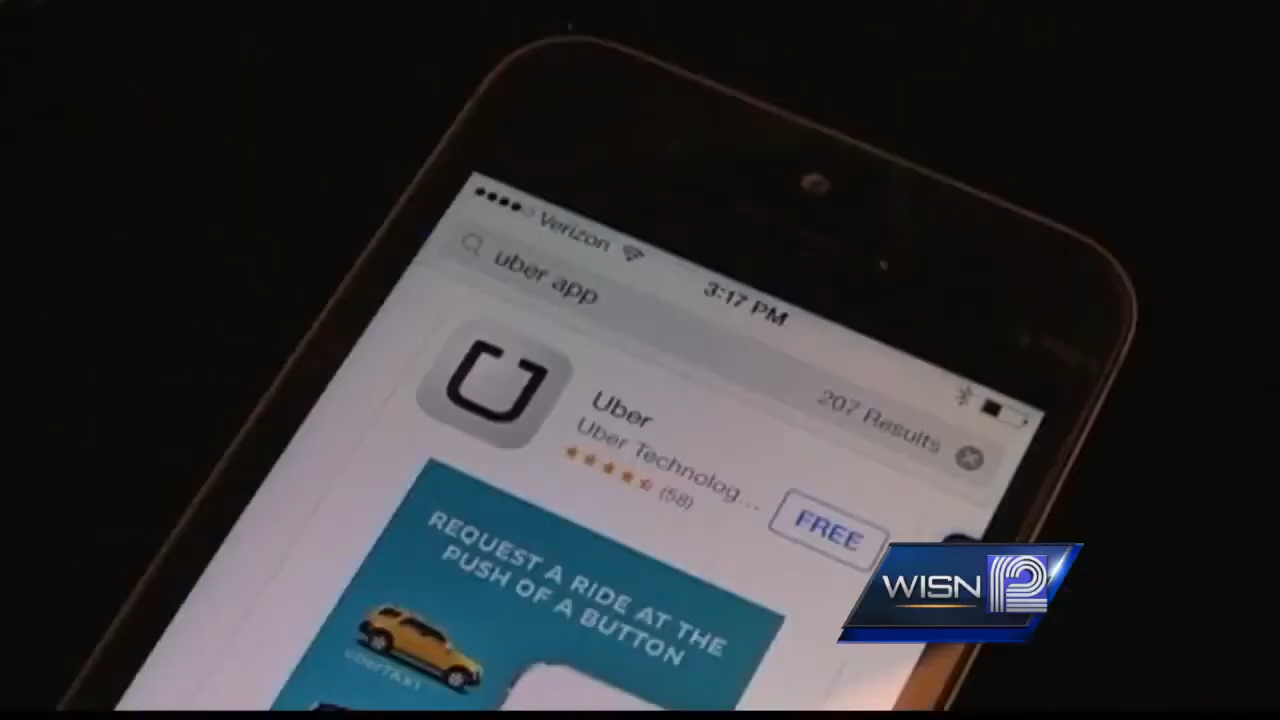 Verizon
3:17 PM
uber app
207 Results
Uber
Uber Technolog...
(58)
FREE
REQUEST A RIDE AT THE
PUSH OF A BUTTON
uberTAXI
WISN 12